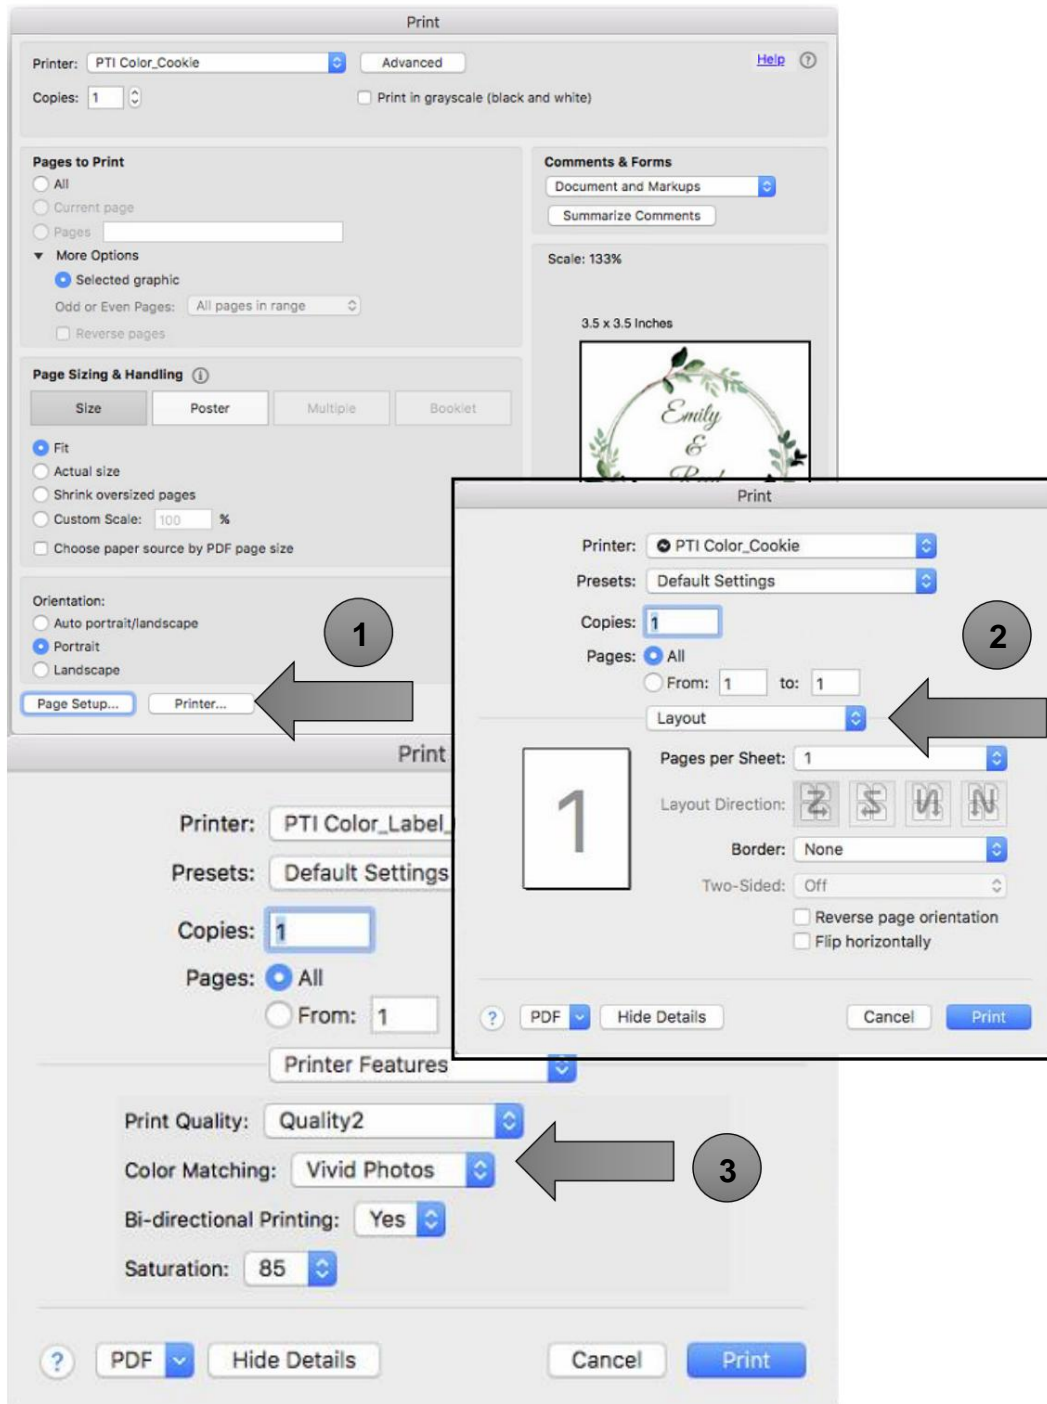 Print
Printer: PTI Color_Cookie Advanced Help ?
Copies: 1 Print in grayscale (black and white)
Pages to Print
All
Current page
Pages
More Options
Selected graphic
Odd or Even Pages: All pages in range
Reverse pages
Comments & Forms
Document and Markups
Summarize Comments
Scale: 133%
3.5 x 3.5 Inches
Emily
&
Page Sizing & Handling i
Size Poster Multiple Booklet
Fit
Actual size
Shrink oversized pages
Custom Scale: 100 %
Choose paper source by PDF page size
Orientation:
Auto portrait/landscape
Portrait
Landscape
Page Setup... Printer...
1
Print
Printer: PTI Color_Cookie
Presets: Default Settings
Copies: 1
Pages: All
From: 1 to: 1
Layout
2
Pages per Sheet: 1
1
Layout Direction:
Border: None
Two-Sided: Off
Reverse page orientation
Flip horizontally
? PDF Hide Details Cancel Print
Print
Printer: PTI Color_Label_
Presets: Default Settings
Copies: 1
Pages: All
From: 1
Printer Features
Print Quality: Quality2
Color Matching: Vivid Photos
3
Bi-directional Printing: Yes
Saturation: 85
? PDF Hide Details Cancel Print